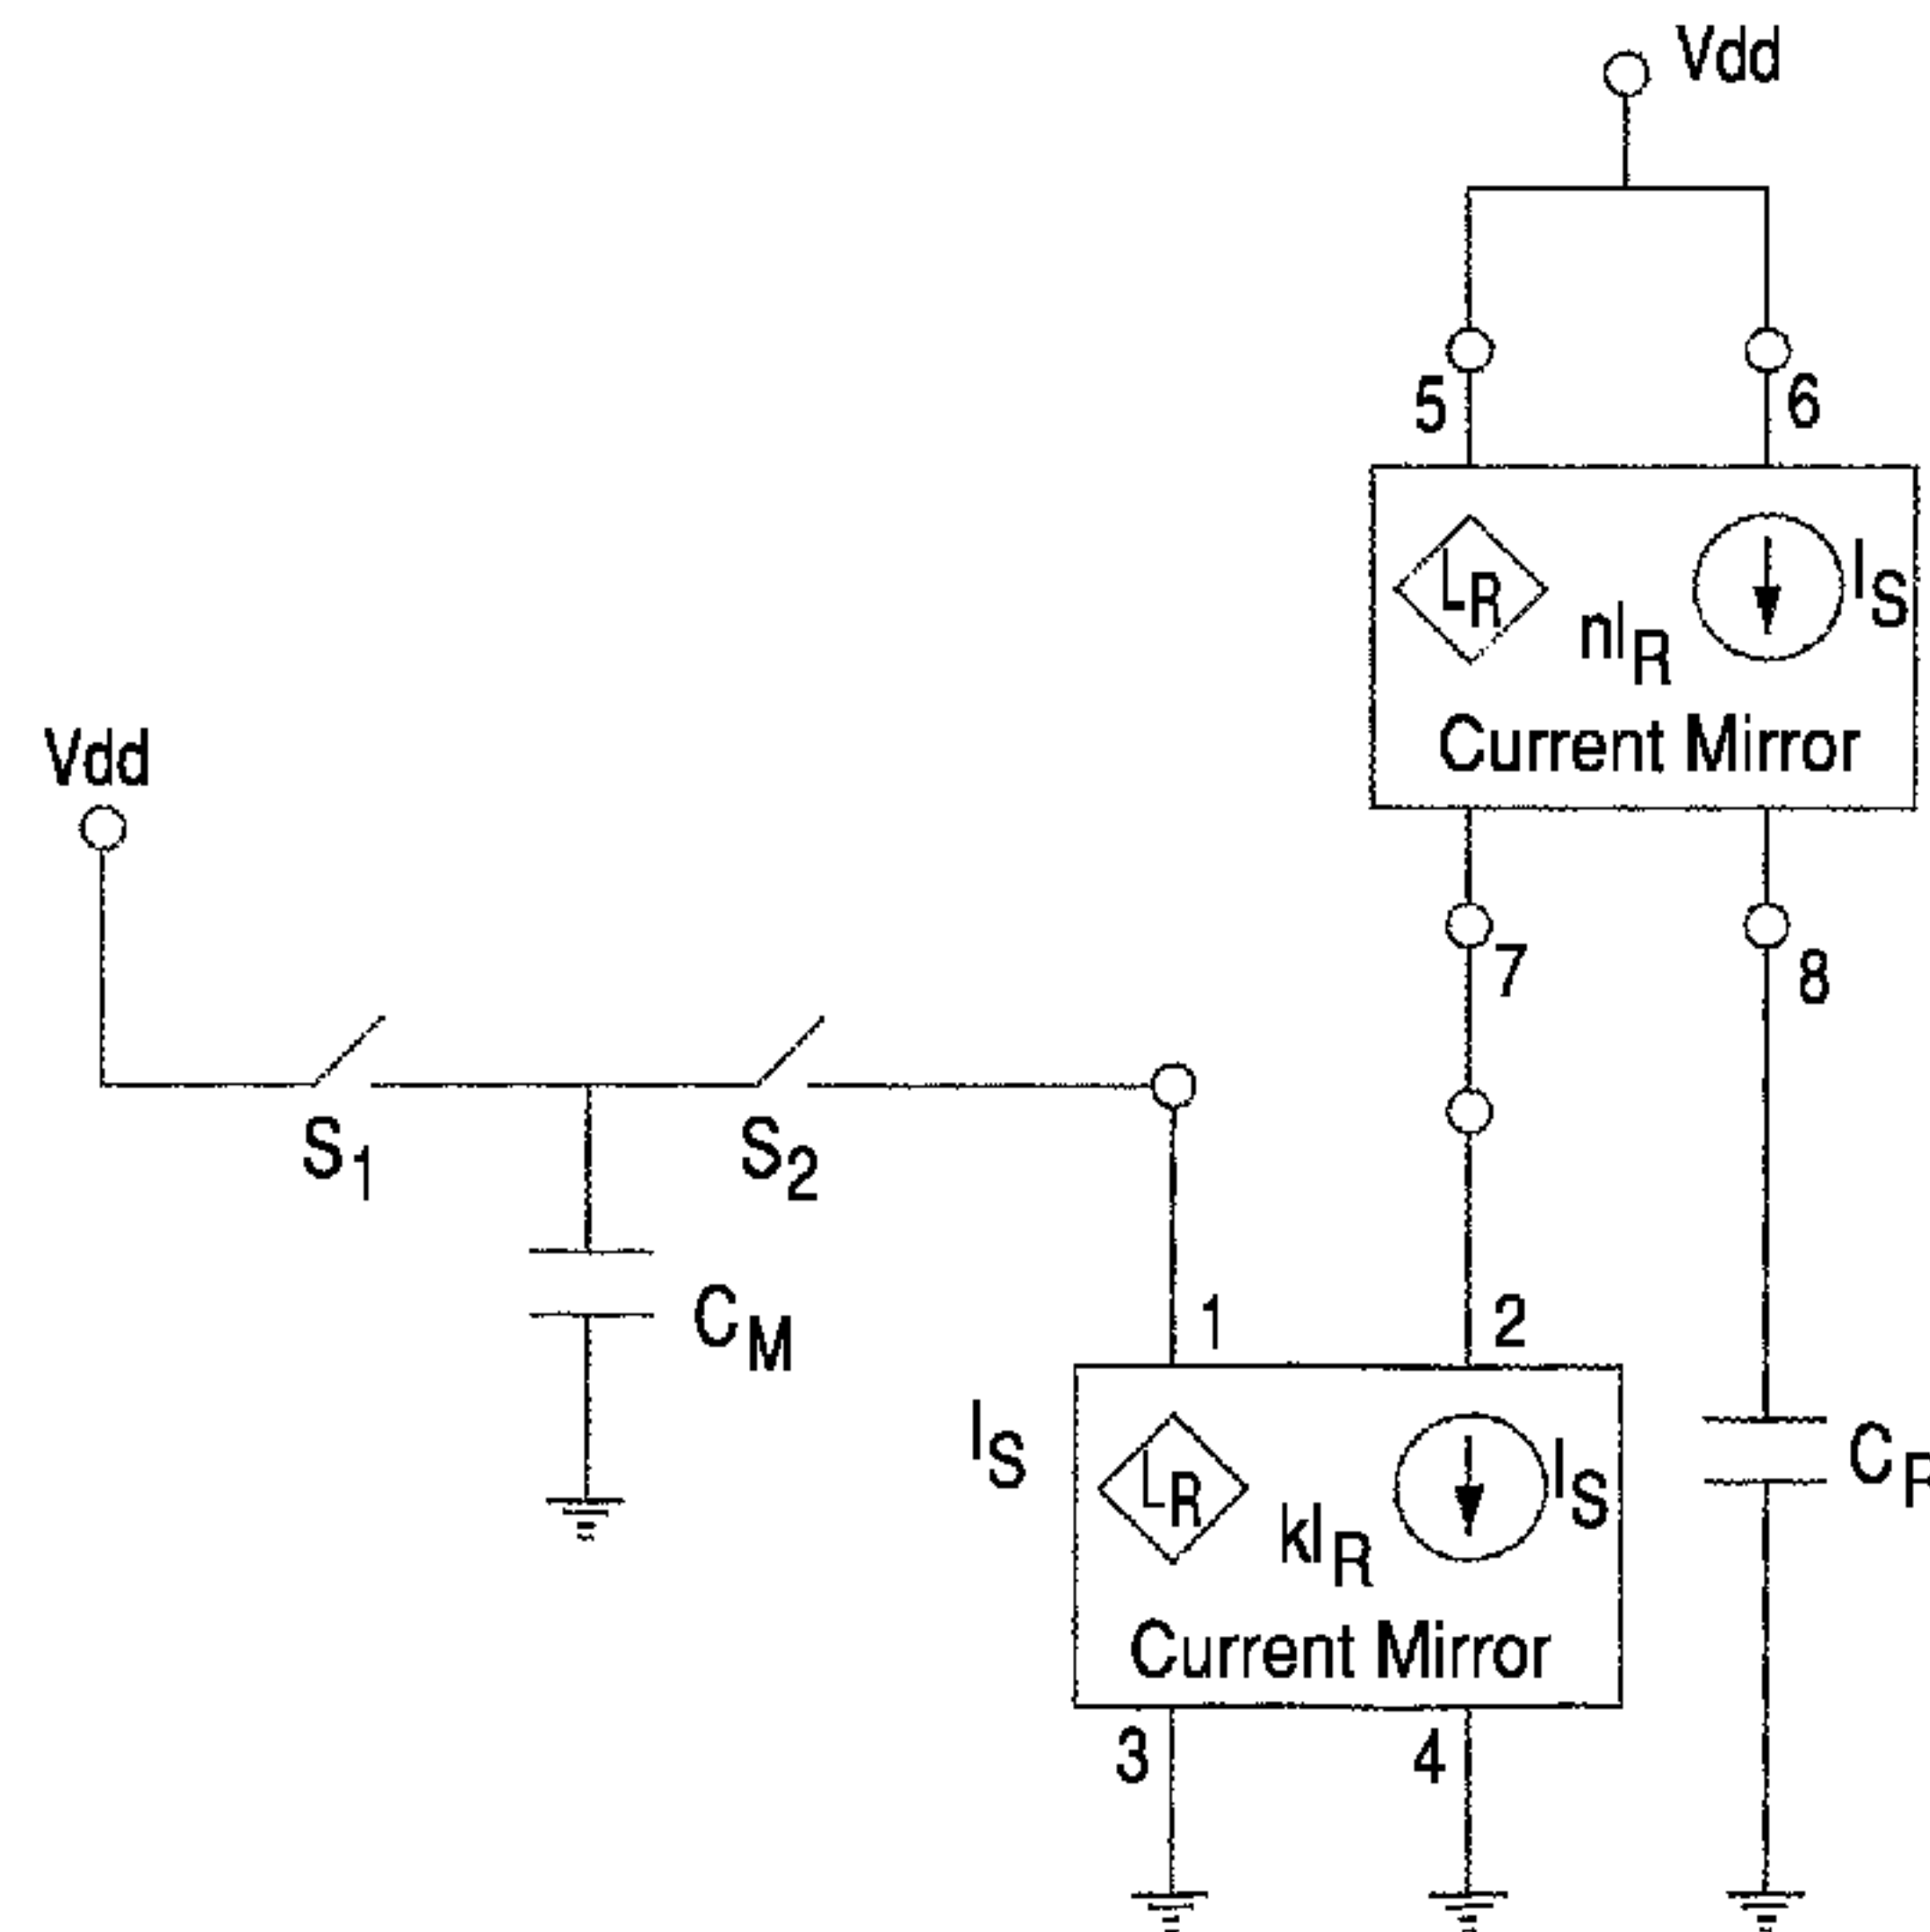 Vdd
5
6
LR
nIR
IS
Current Mirror
Vdd
7
8
S1
S2
CM
1
2
IS
LR
kIR
IS
CR
Current Mirror
3
4